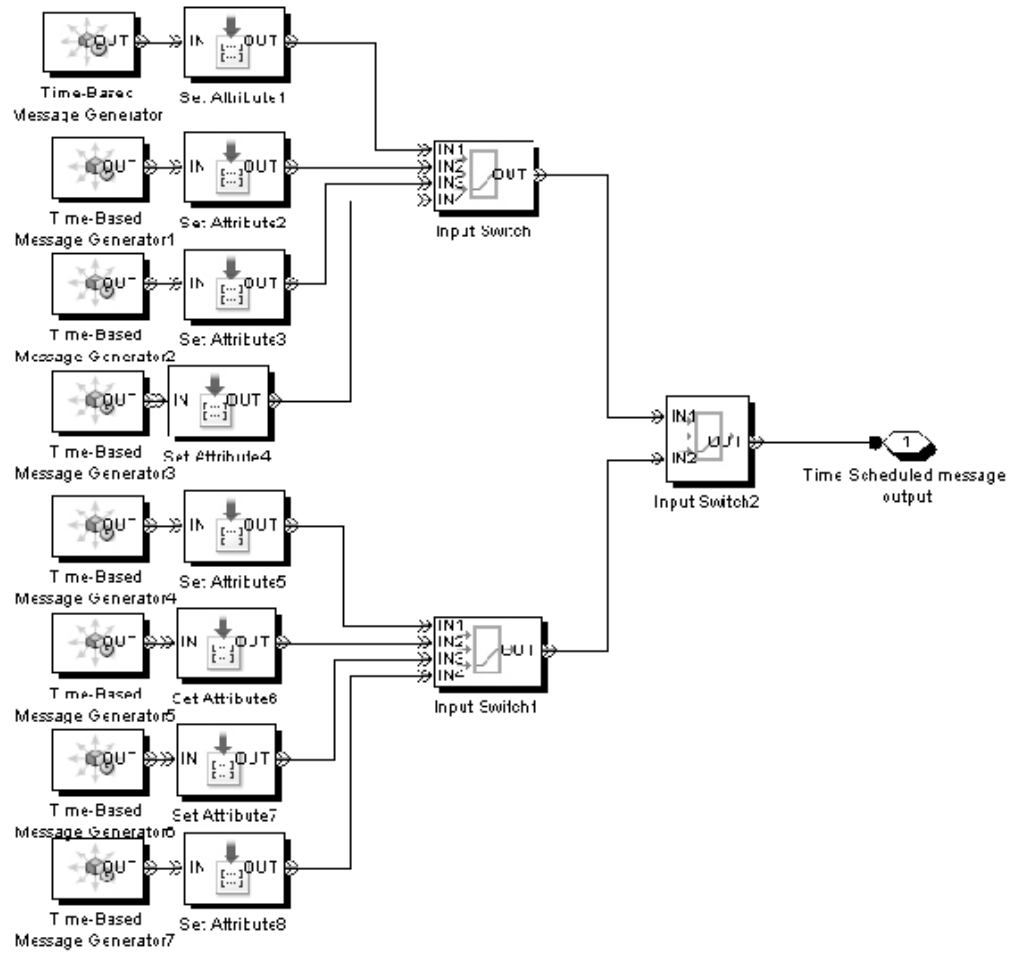 OUT IN OUT
Time-Based
Message Generator
Set Attribute1
OUT IN OUT
Time-Based
Message Generator1
Set Attribute2
OUT IN OUT
Time-Based
Message Generator2
Set Attribute3
OUT IN OUT
Time-Based
Message Generator3
Set Attribute4
IN1
IN2
IN3
IN
OUT
Input Switch
OUT IN OUT
Time-Based
Message Generator4
Set Attribute5
OUT IN OUT
Time-Based
Message Generator5
Set Attribute6
OUT IN OUT
Time-Based
Message Generator6
Set Attribute7
OUT IN OUT
Time-Based
Message Generator7
Set Attribute8
IN1
IN2
IN3
IN4
OUT
Input Switch1
IN1
IN2
OUT
Input Switch2
1
Time Scheduled message
output